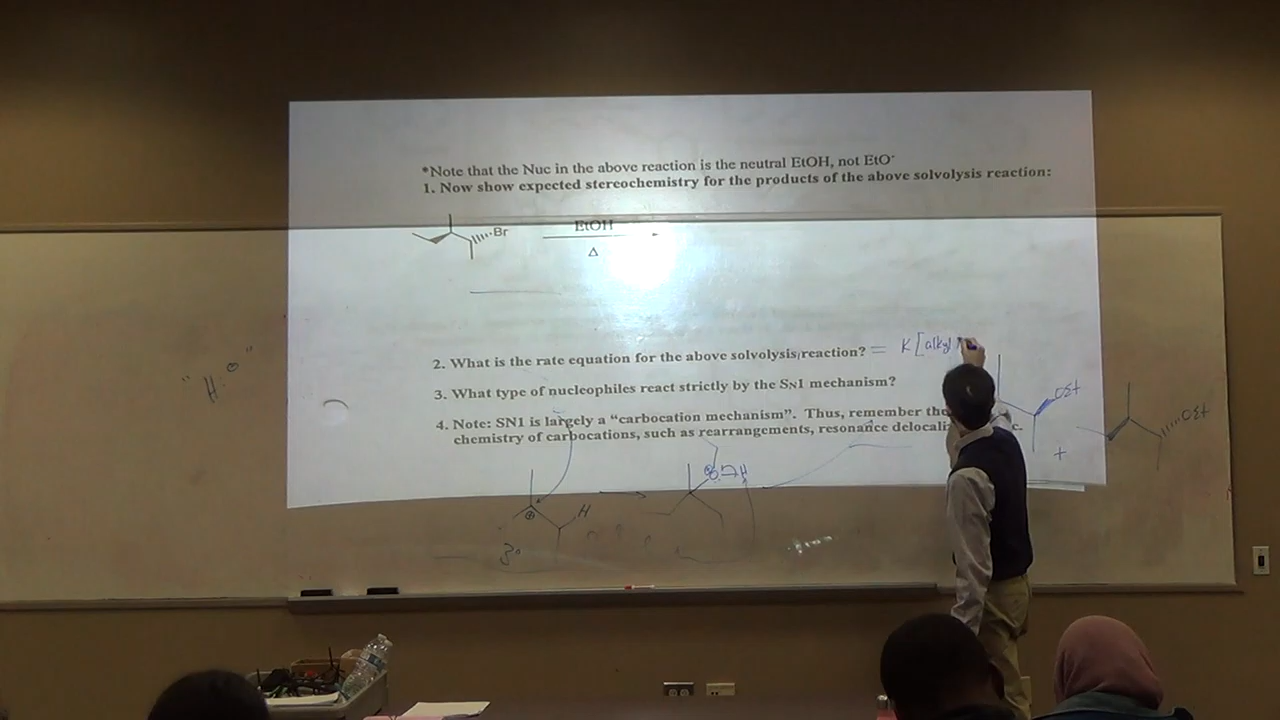 *Note that the Nuc in the above reaction is the neutral EtOH, not EtO-
1. Now show expected stereochemistry for the products of the above solvolysis reaction:
Br
EtOH
Δ
2. What is the rate equation for the above solvolysis reaction? = K [alkyl
3. What type of nucleophiles react strictly by the SN1 mechanism?
4. Note: SN1 is largely a “carbocation mechanism”. Thus, remember the
chemistry of carbocations, such as rearrangements, resonance delocali c.
"H:⊖"
OEt
+
OEt
⊕
H
H
3°